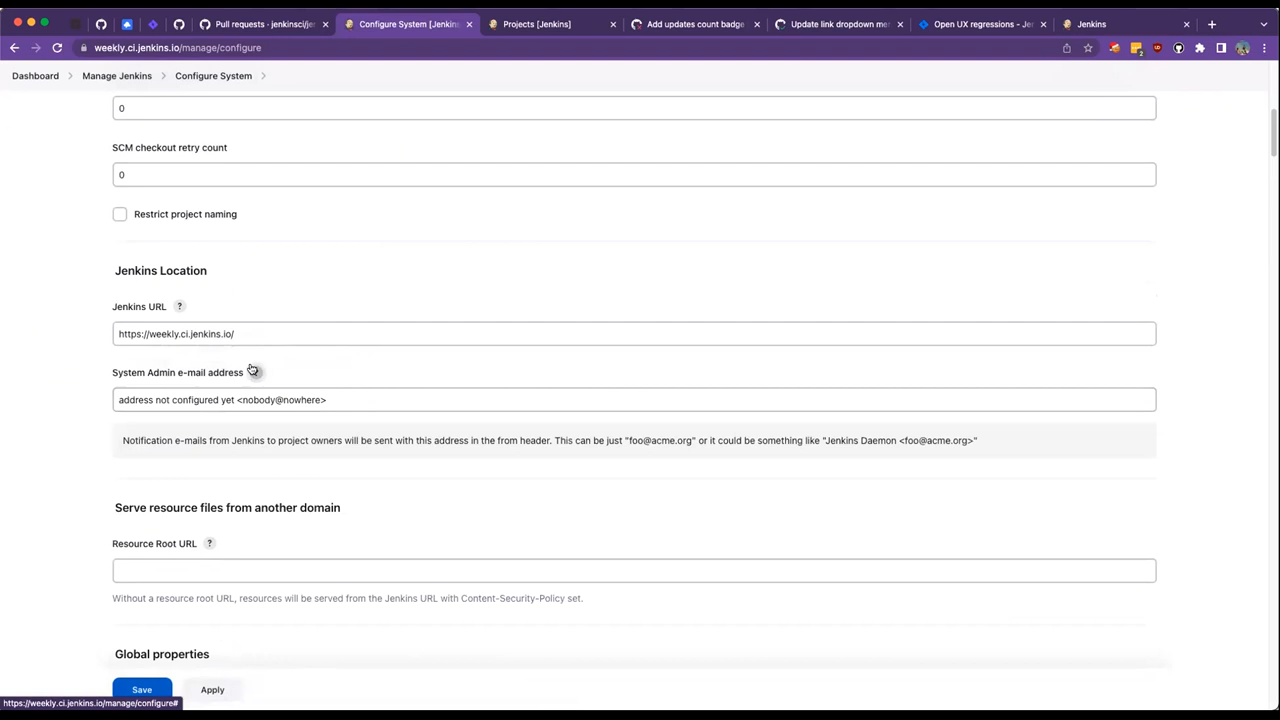 Pull requests · jenkinsci/je
Configure System [Jenkins
Projects [Jenkins]
Add updates count badge
Update link dropdown me
Open UX regressions - Je
Jenkins
weekly.ci.jenkins.io/manage/configure
2
Dashboard
Manage Jenkins
Configure System
0
SCM checkout retry count
0
Restrict project naming
Jenkins Location
Jenkins URL ?
https://weekly.ci.jenkins.io/
System Admin e-mail address
address not configured yet <nobody@nowhere>
Notification e-mails from Jenkins to project owners will be sent with this address in the from header. This can be just "foo@acme.org" or it could be something like "Jenkins Daemon <foo@acme.org>"
Serve resource files from another domain
Resource Root URL ?
Without a resource root URL, resources will be served from the Jenkins URL with Content-Security-Policy set.
Global properties
Save
Apply
https://weekly.ci.jenkins.io/manage/configure#